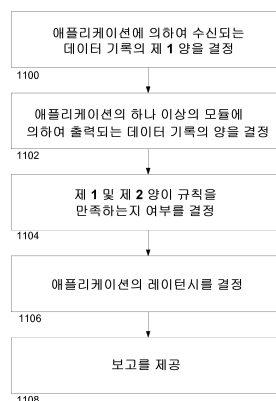 애플리케이션에 의하여 수신되는
데이터 기록의 제 1 양을 결정
1100
애플리케이션의 하나 이상의 모듈에
의하여 출력되는 데이터 기록의 양을 결정
1102
제 1 및 제 2 양이 규칙을
만족하는지 여부를 결정
1104
애플리케이션의 레이턴시를 결정
1106
보고를 제공
1108